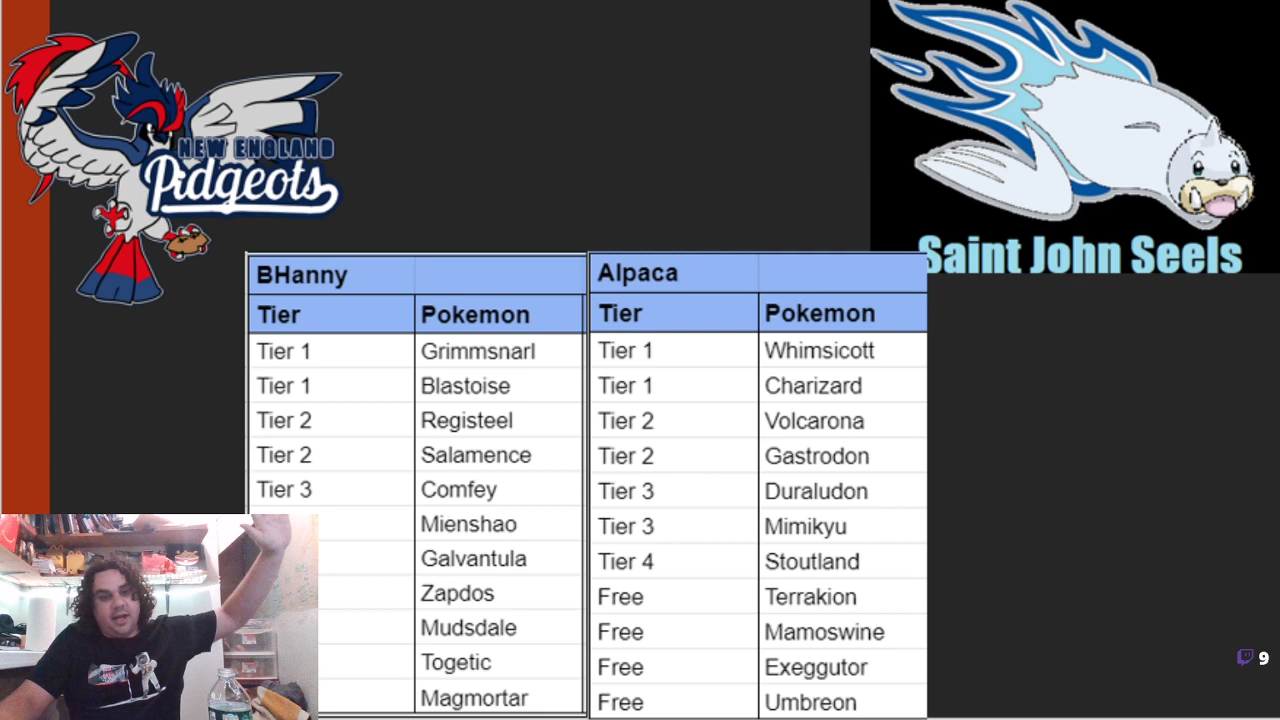 NEW ENGLAND
Pidgeots
Saint John Seels
BHanny
Tier Pokemon
Tier 1 Grimmsnarl
Tier 1 Blastoise
Tier 2 Registeel
Tier 2 Salamence
Tier 3 Comfey
Mienshao
Galvantula
Zapdos
Mudsdale
Togetic
Magmortar
Alpaca
Tier Pokemon
Tier 1 Whimsicott
Tier 1 Charizard
Tier 2 Volcarona
Tier 2 Gastrodon
Tier 3 Duraludon
Tier 3 Mimikyu
Tier 4 Stoutland
Free Terrakion
Free Mamoswine
Free Exeggutor
Free Umbreon
9